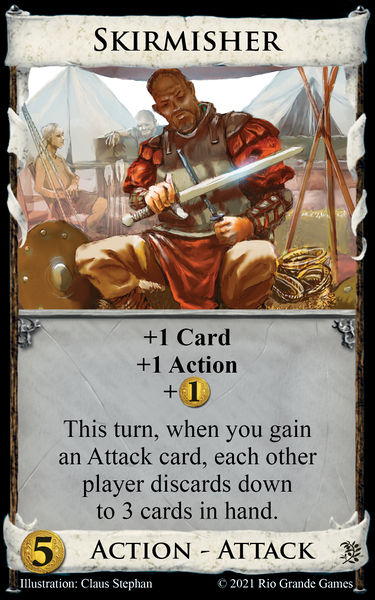 SKIRMISHER
+1 Card
+1 Action
+1
This turn, when you gain
an Attack card, each other
player discards down
to 3 cards in hand.
5 ACTION - ATTACK
Illustration: Claus Stephan © 2021 Rio Grande Games